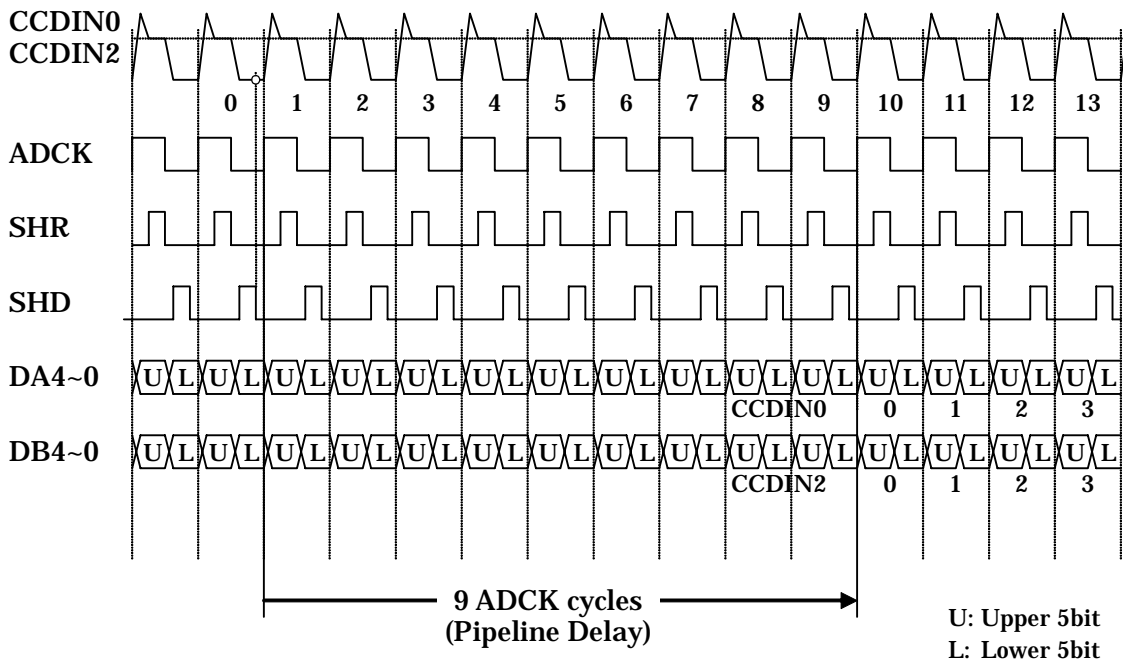 CCDIN0
CCDIN2
0 1 2 3 4 5 6 7 8 9 10 11 12 13
ADCK
SHR
SHD
DA4~0 U L U L U L U L U L U L U L U L U L U L U L U L U L U L U L
CCDIN0 0 1 2 3
DB4~0 U L U L U L U L U L U L U L U L U L U L U L U L U L U L U L
CCDIN2 0 1 2 3
9 ADCK cycles
(Pipeline Delay)
U: Upper 5bit
L: Lower 5bit